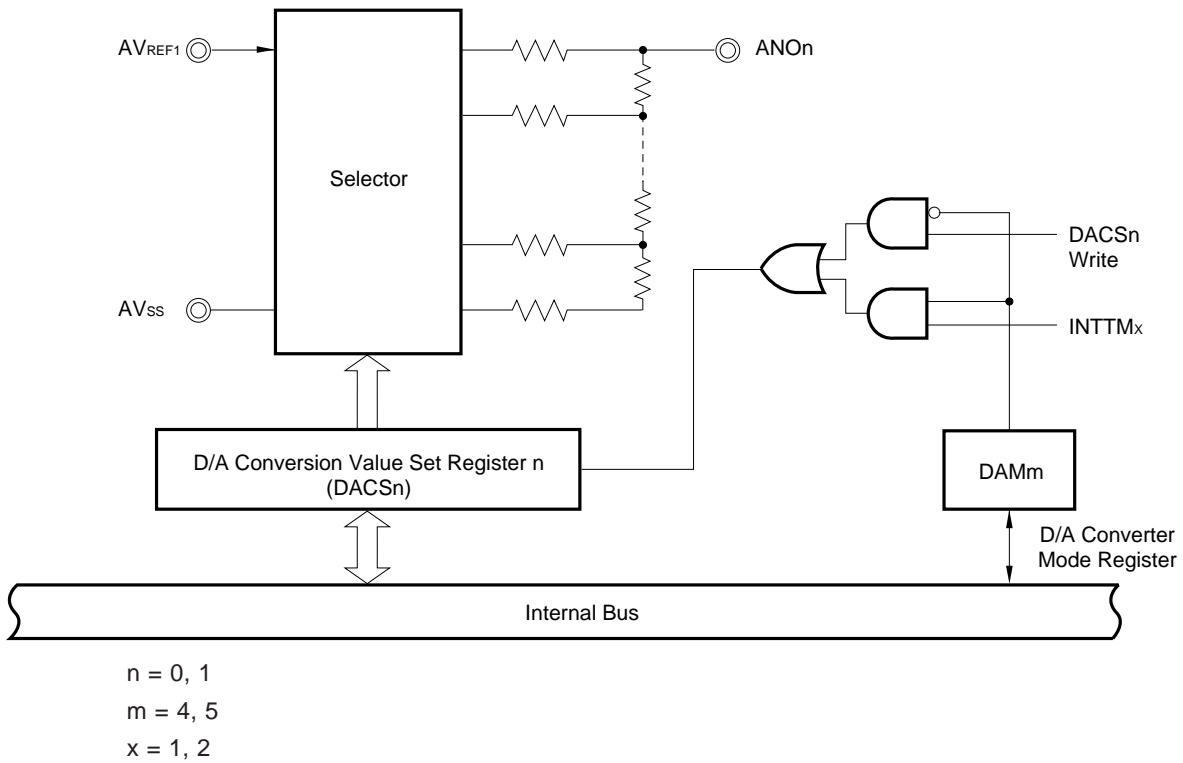 AVREF1
ANOn
Selector
DACSn
Write
AVss
INTTMx
D/A Conversion Value Set Register n
(DACSn)
DAMm
D/A Converter
Mode Register
Internal Bus
n = 0, 1
m = 4, 5
x = 1, 2